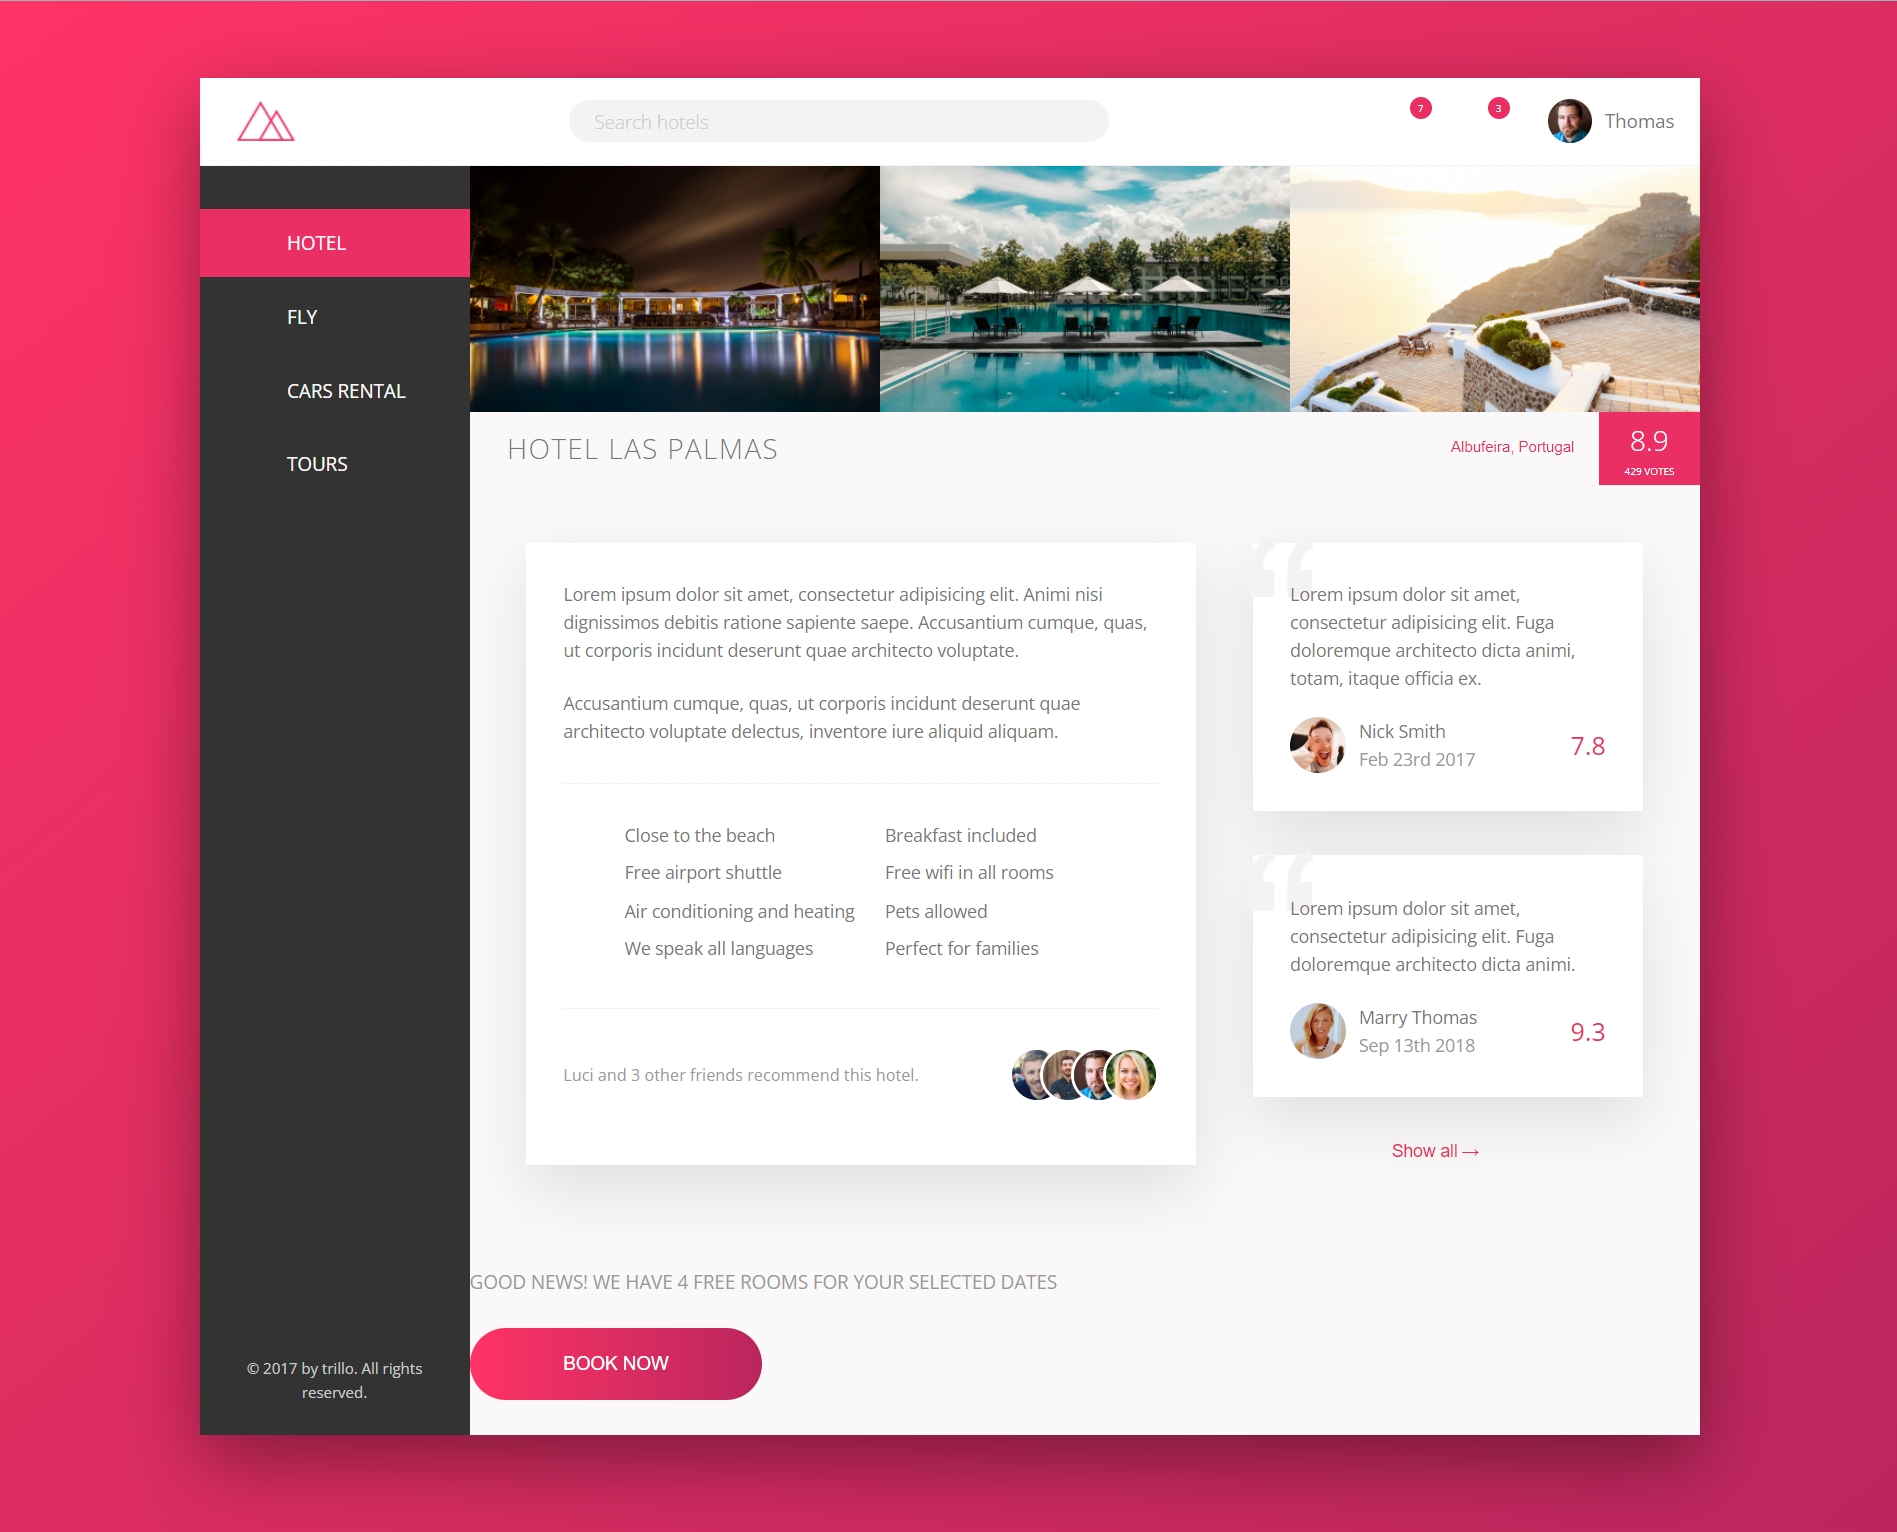 Search hotels
7
3
Thomas
HOTEL
FLY
CARS RENTAL
TOURS
© 2017 by trillo. All rights
reserved.
HOTEL LAS PALMAS
Albufeira, Portugal
8.9
429 VOTES
Lorem ipsum dolor sit amet, consectetur adipisicing elit. Animi nisi
dignissimos debitis ratione sapiente saepe. Accusantium cumque, quas,
ut corporis incidunt deserunt quae architecto voluptate.
Accusantium cumque, quas, ut corporis incidunt deserunt quae
architecto voluptate delectus, inventore iure aliquid aliquam.
Close to the beach
Breakfast included
Free airport shuttle
Free wifi in all rooms
Air conditioning and heating
Pets allowed
We speak all languages
Perfect for families
Luci and 3 other friends recommend this hotel.
“
Lorem ipsum dolor sit amet,
consectetur adipisicing elit. Fuga
doloremque architecto dicta animi,
totam, itaque officia ex.
Nick Smith
Feb 23rd 2017
7.8
“
Lorem ipsum dolor sit amet,
consectetur adipisicing elit. Fuga
doloremque architecto dicta animi.
Marry Thomas
Sep 13th 2018
9.3
Show all →
GOOD NEWS! WE HAVE 4 FREE ROOMS FOR YOUR SELECTED DATES
BOOK NOW